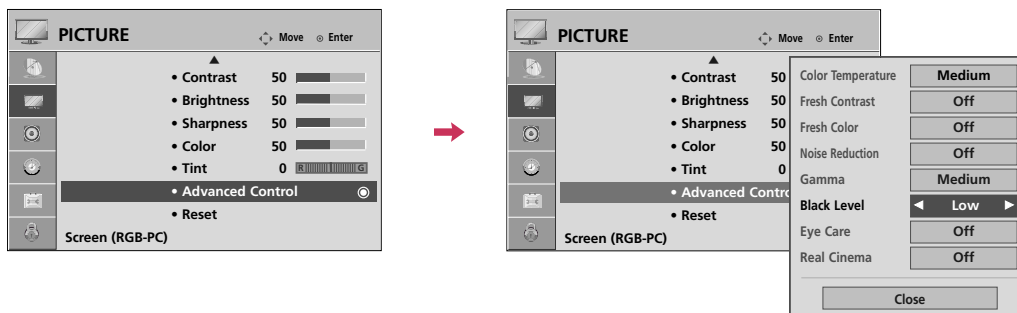 PICTURE Move Enter
• Contrast 50
• Brightness 50
• Sharpness 50
• Color 50
• Tint 0 R G
• Advanced Control
• Reset
Screen (RGB-PC)
PICTURE Move Enter
• Contrast 50
• Brightness 50
• Sharpness 50
• Color 50
• Tint 0
• Advanced Contro
• Reset
Screen (RGB-PC)
Color Temperature Medium
Fresh Contrast Off
Fresh Color Off
Noise Reduction Off
Gamma Medium
Black Level ◀ Low ▶
Eye Care Off
Real Cinema Off
Close